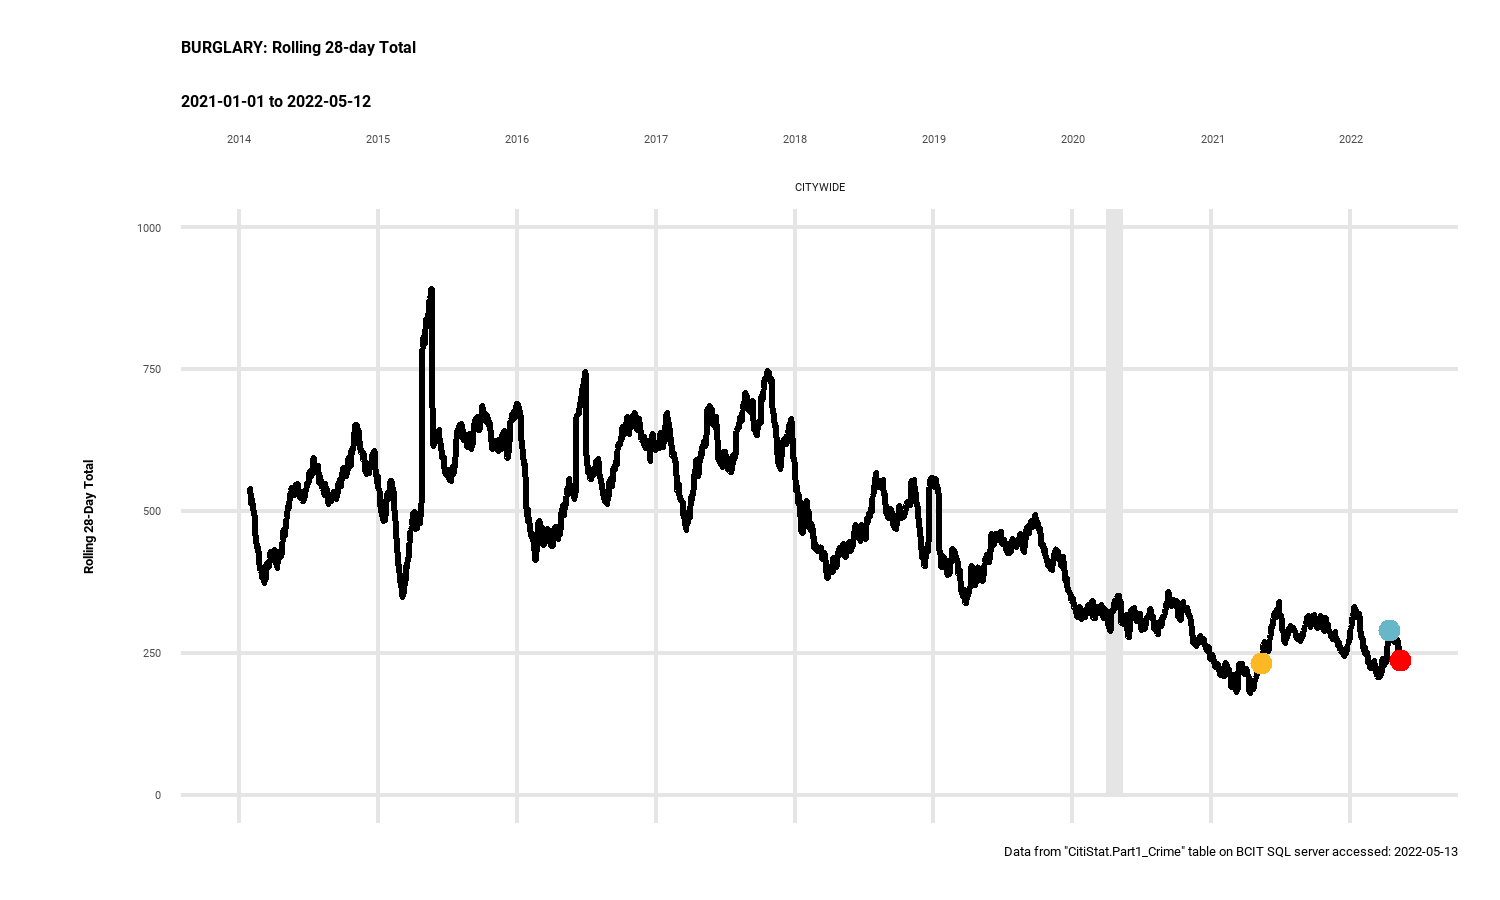 BURGLARY: Rolling 28-day Total
2021-01-01 to 2022-05-12
2014 2015 2016 2017 2018 2019 2020 2021 2022
CITYWIDE
1000
750
500
250
0
Rolling 28-Day Total
Data from "CitiStat.Part1_Crime" table on BCIT SQL server accessed: 2022-05-13